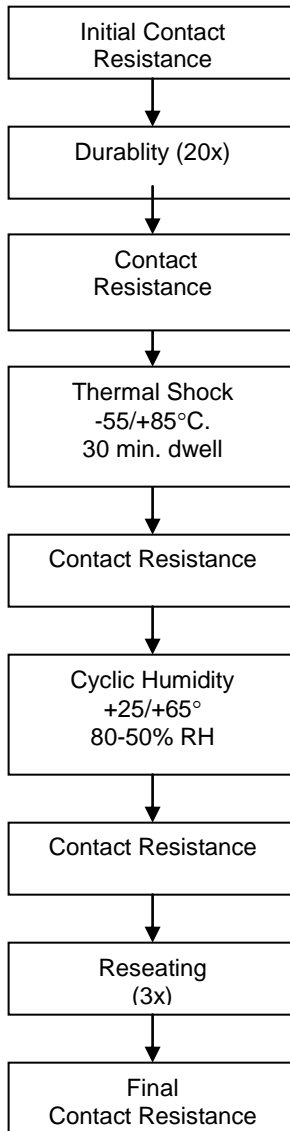 Initial Contact
Resistance
Durablity (20x)
Contact
Resistance
Thermal Shock
-55/+85°C.
30 min. dwell
Contact Resistance
Cyclic Humidity
+25/+65°
80-50% RH
Contact Resistance
Reseating
(3x)
Final
Contact Resistance